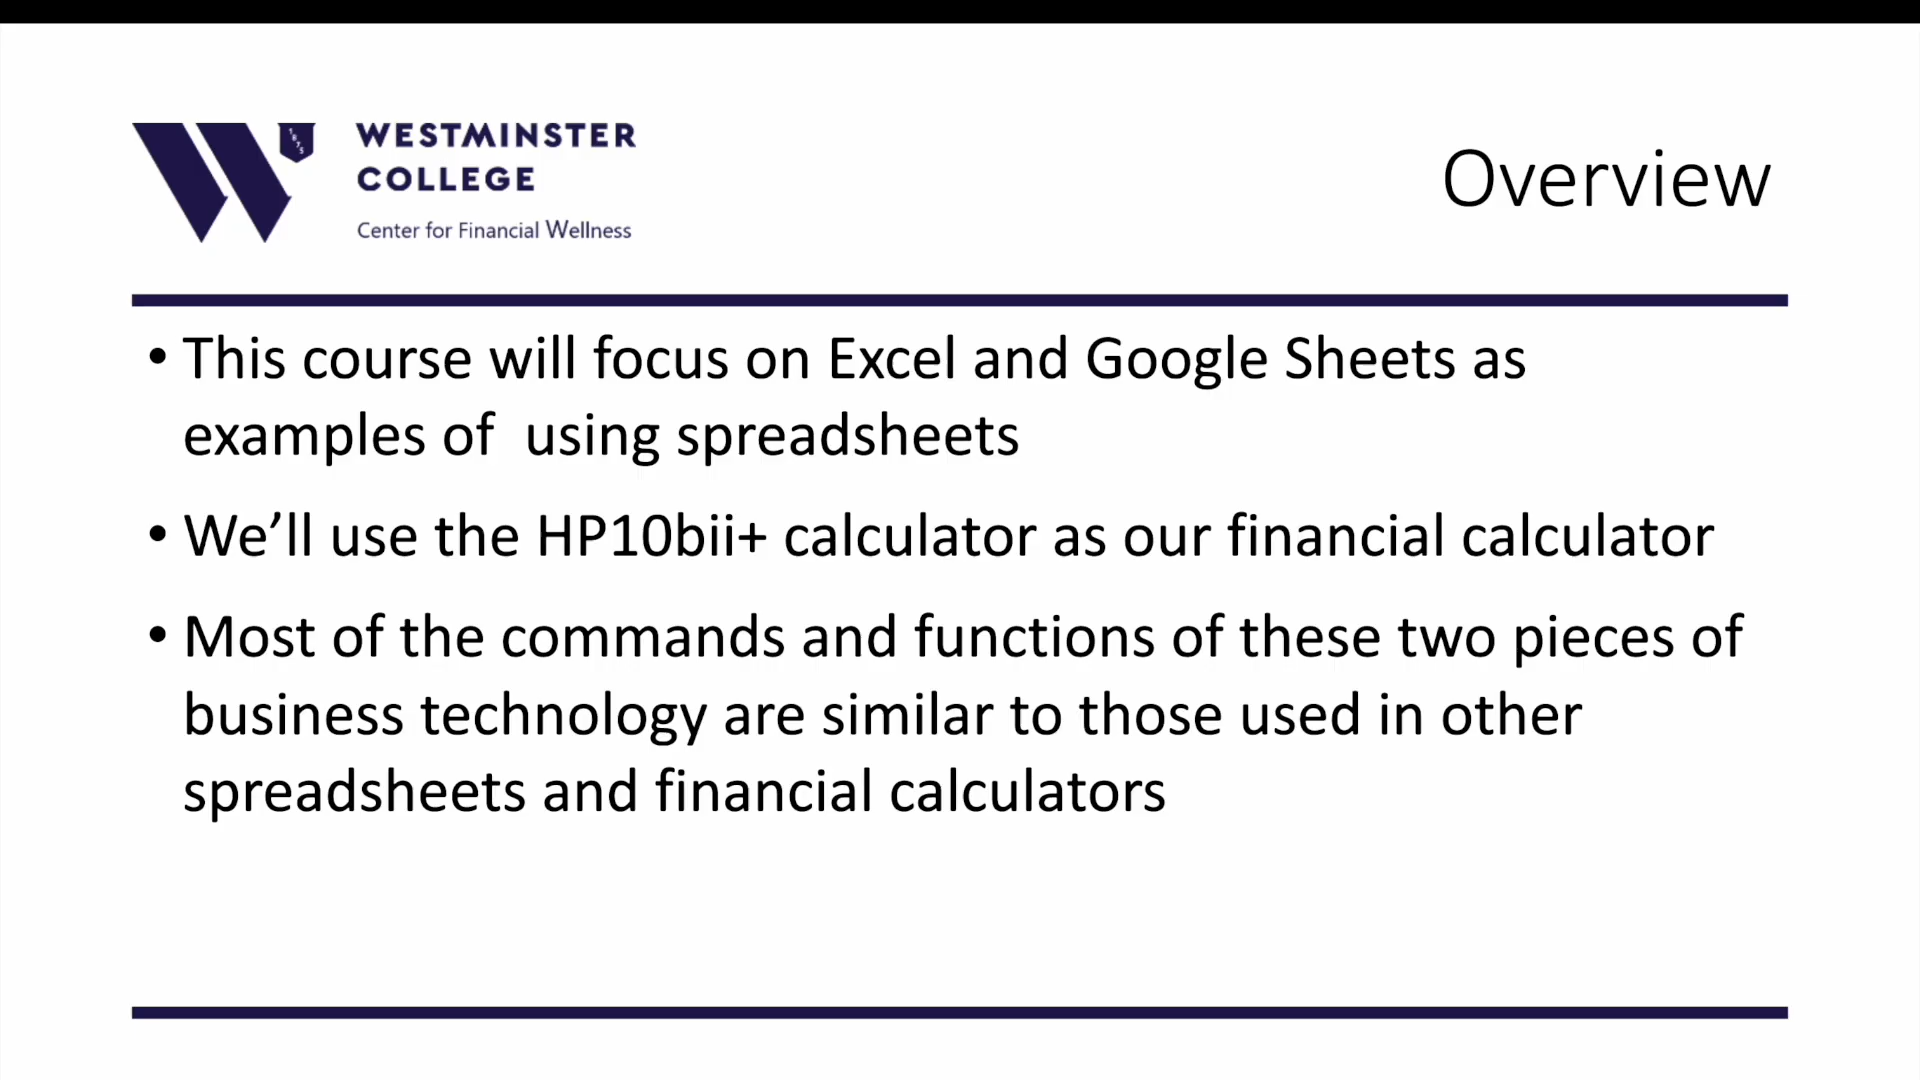 1875
WESTMINSTER
COLLEGE
Center for Financial Wellness
Overview
• This course will focus on Excel and Google Sheets as
examples of  using spreadsheets
• We’ll use the HP10bii+ calculator as our financial calculator
• Most of the commands and functions of these two pieces of
business technology are similar to those used in other
spreadsheets and financial calculators